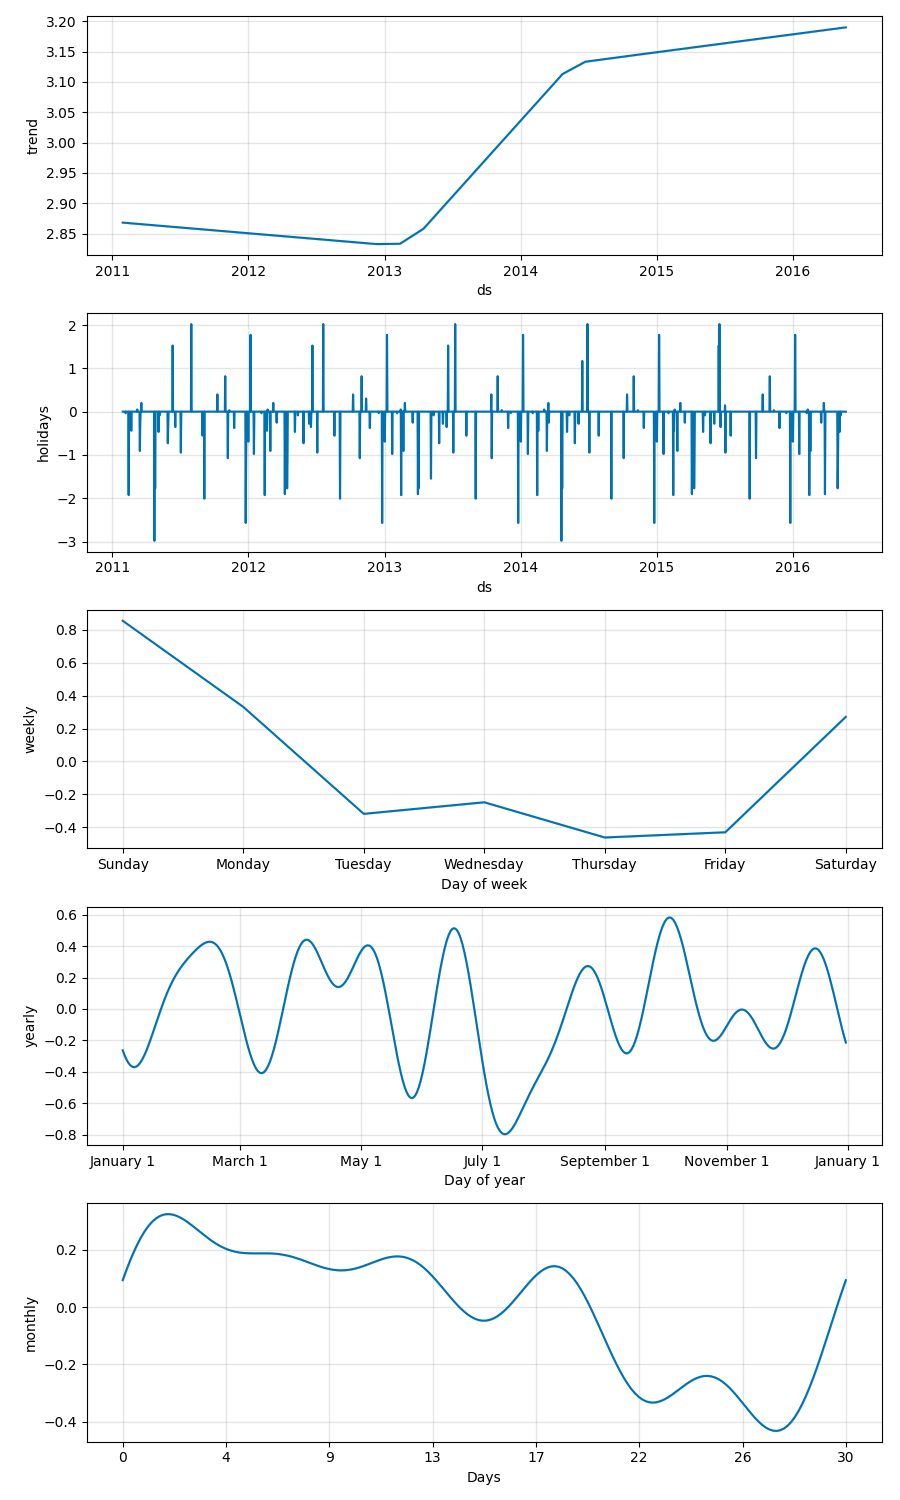 3.20
3.15
3.10
3.05
3.00
2.95
2.90
2.85
trend
2011 2012 2013 2014 2015 2016
ds
2
1
0
−1
−2
−3
holidays
2011 2012 2013 2014 2015 2016
ds
0.8
0.6
0.4
0.2
0.0
−0.2
−0.4
weekly
Sunday Monday Tuesday Wednesday Thursday Friday Saturday
Day of week
0.6
0.4
0.2
0.0
−0.2
−0.4
−0.6
−0.8
yearly
January 1 March 1 May 1 July 1 September 1 November 1 January 1
Day of year
0.2
0.0
−0.2
−0.4
monthly
0 4 9 13 17 22 26 30
Days